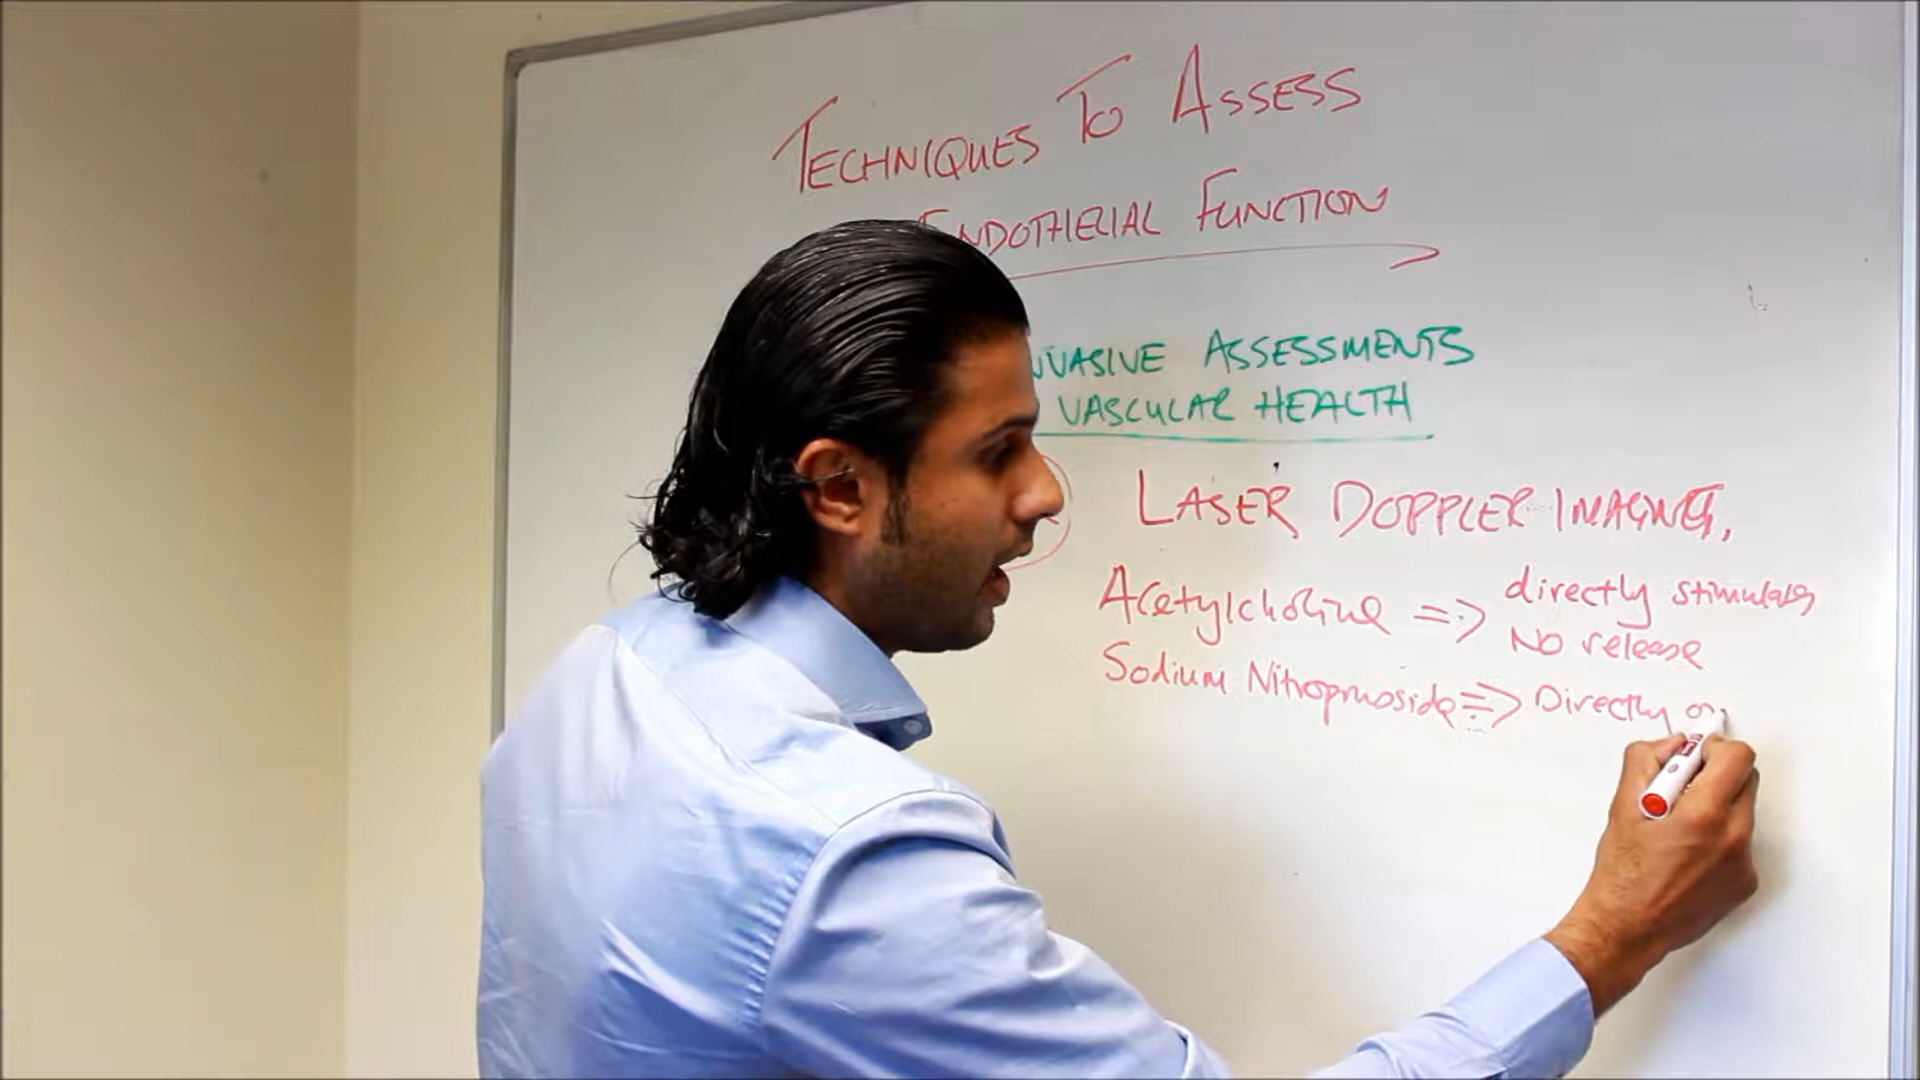 TECHNIQUES TO ASSESS
ENDOTHELIAL FUNCTION
ASSESSMENTS
VASCULAR HEALTH
LASER DOPPLER IMAGING,
Acetylcholine => directly stimulates
NO release
Sodium Nitroprusside => Directly